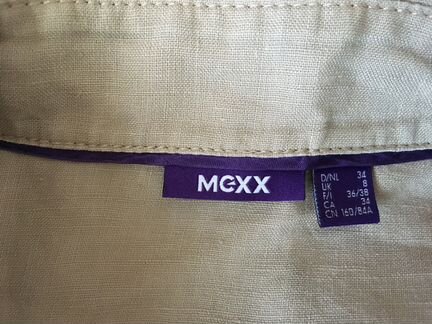 MEXX
D/NL 34
UK 8
F/I 36/38
CA 34
CN 160/84A